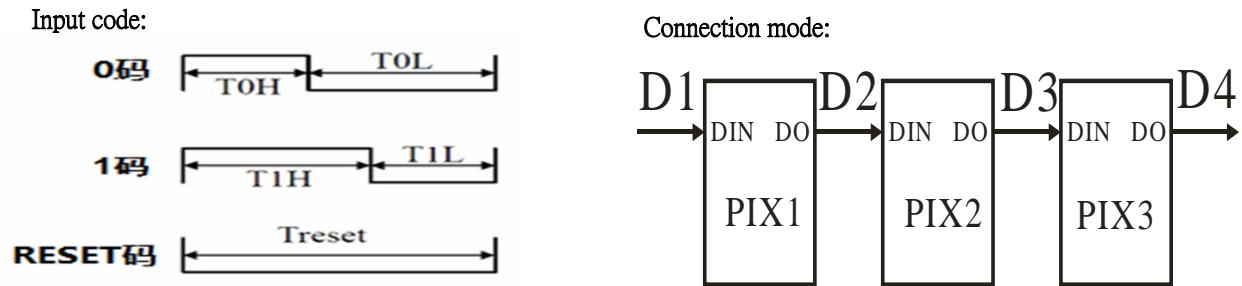 Input code:
0码
T0H
T0L
1码
T1H
T1L
RESET码
Treset
Connection mode:
D1
D2
D3
D4
DIN DO
DIN DO
DIN DO
PIX1
PIX2
PIX3